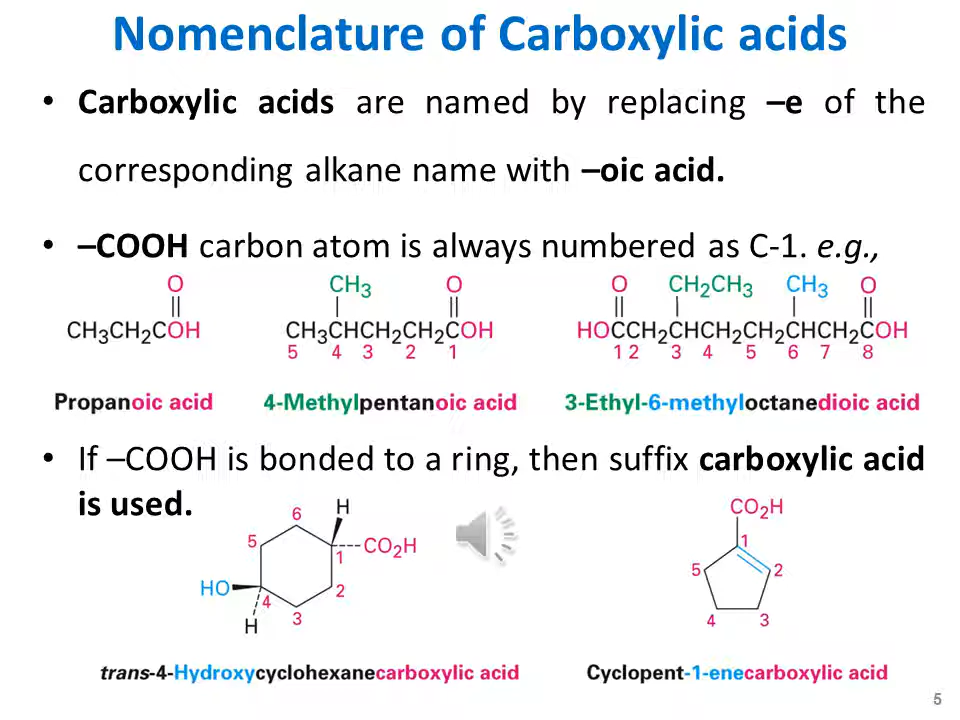 Nomenclature of Carboxylic acids
• Carboxylic acids are named by replacing –e of the
corresponding alkane name with –oic acid.
• –COOH carbon atom is always numbered as C-1. e.g.,
O CH3 O O CH2CH3 CH3 O
CH3CH2COH CH3CHCH2CH2COH HOCCH2CHCH2CH2CHCH2COH
5 4 3 2 1 1 2 3 4 5 6 7 8
Propanoic acid 4-Methylpentanoic acid 3-Ethyl-6-methyloctanedioic acid
• If –COOH is bonded to a ring, then suffix carboxylic acid
is used.
H CO2H
6
5 CO2H 1
1
HO 2 5 2
4
3 4 3
H
trans-4-Hydroxycyclohexanecarboxylic acid Cyclopent-1-enecarboxylic acid
5